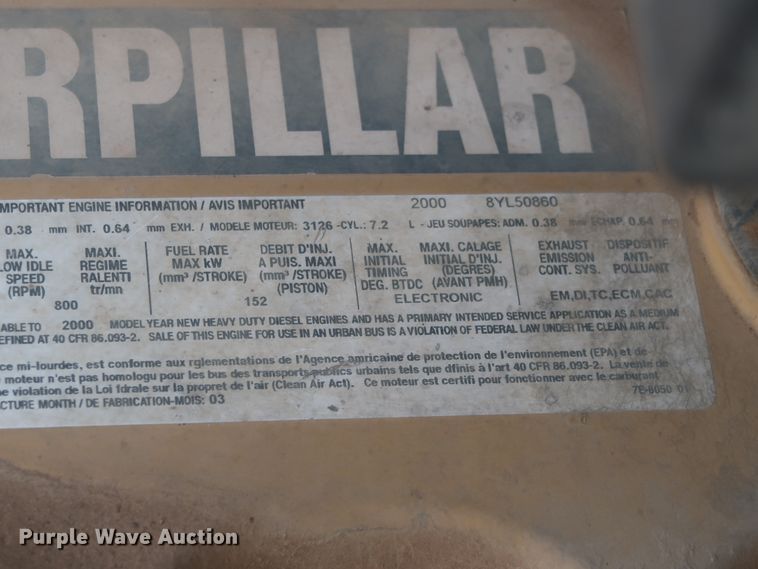 RPILLAR
MPORTANT ENGINE INFORMATION / AVIS IMPORTANT 2000 8YL50860
0.38 mm INT. 0.64 mm EXH. / MODELE MOTEUR: 3126 -CYL.: 7.2 L - JEU SOUPAPES: ADM. 0.38 mm ECHAP. 0.64 m
MAX. MAXI. FUEL RATE DEBIT D'INJ. MAX. MAXI. CALAGE EXHAUST DISPOSITIF
LOW IDLE REGIME MAX kW A PUIS. MAXI INITIAL INITIAL D'INJ. EMISSION ANTI-
SPEED RALENTI (mm³ /STROKE) (mm³ /STROKE) TIMING (DEGRES) CONT. SYS. POLLUANT
(RPM) tr/mn (PISTON) DEG. BTDC (AVANT PMH)
800 152 ELECTRONIC EM,DI,TC,ECM,CAC
ABLE TO 2000 MODEL YEAR NEW HEAVY DUTY DIESEL ENGINES AND HAS A PRIMARY INTENDED SERVICE APPLICATION AS A MEDIUM
EFINED AT 40 CFR 86.093-2. SALE OF THIS ENGINE FOR USE IN AN URBAN BUS IS A VIOLATION OF FEDERAL LAW UNDER THE CLEAN AIR ACT.
ce mi-lourdes, est conforme aux rglementations de l'Agence amricaine de protection de l'environnement (EPA) et de
moteur n'est pas homologu pour les bus des transports publics urbains tels que dfinis à l'art 40 CFR 86.093-2. La vente de
ne violation de la Loi fdrale sur la propret de l'air (Clean Air Act). Ce moteur est certifi pour fonctionner avec le carburant
CTURE MONTH / DE FABRICATION-MOIS: 03 7E-8050 01
Purple Wave Auction